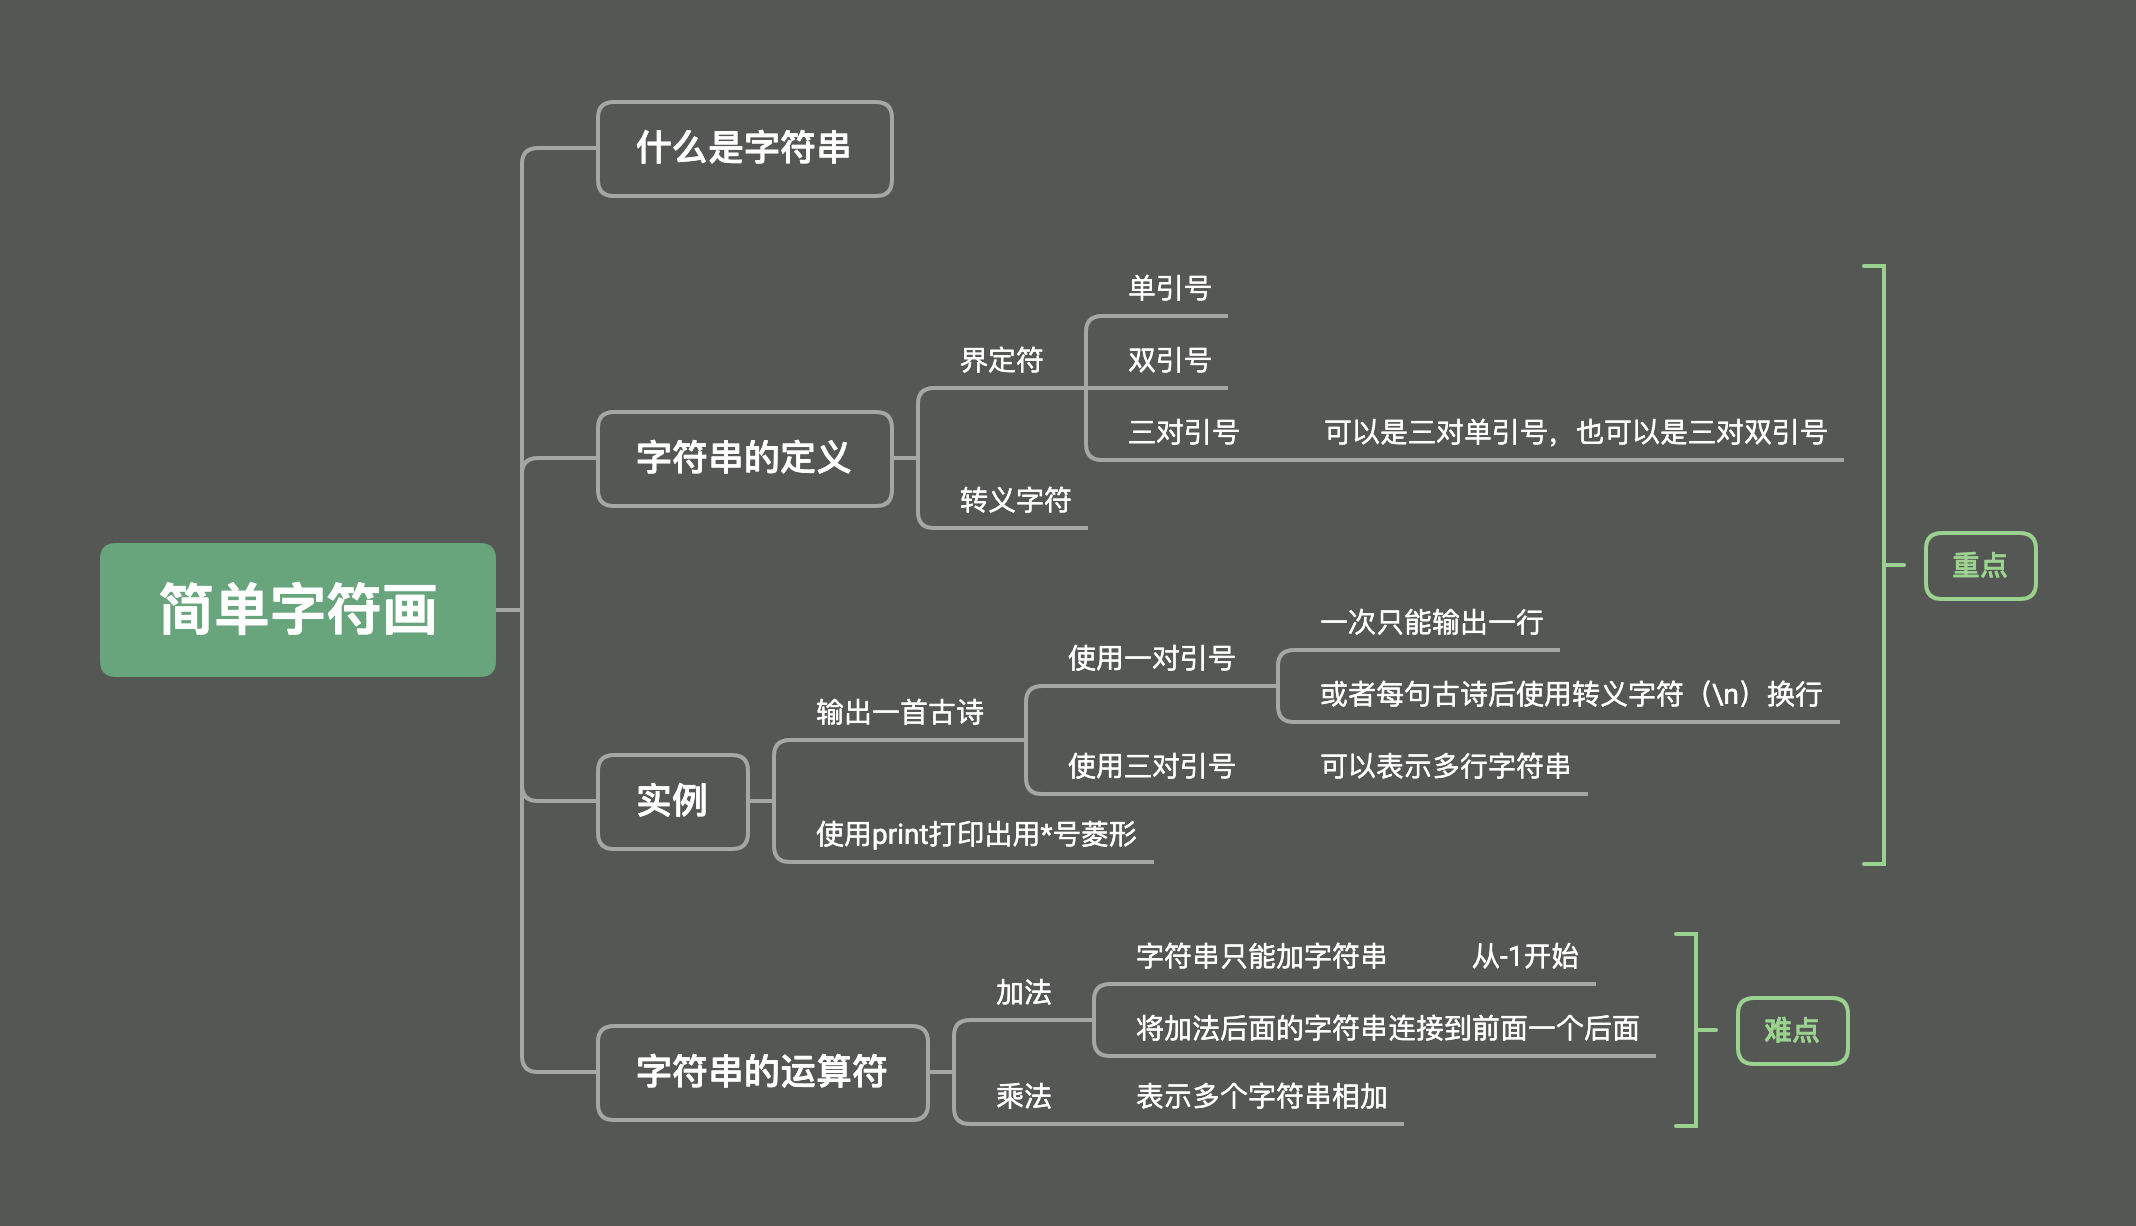 简单字符画
什么是字符串
字符串的定义
界定符
单引号
双引号
三对引号
可以是三对单引号，也可以是三对双引号
转义字符
实例
输出一首古诗
使用一对引号
一次只能输出一行
或者每句古诗后使用转义字符（\n）换行
使用三对引号
可以表示多行字符串
使用print打印出用*号菱形
重点
字符串的运算符
加法
字符串只能加字符串
从-1开始
将加法后面的字符串连接到前面一个后面
乘法
表示多个字符串相加
难点